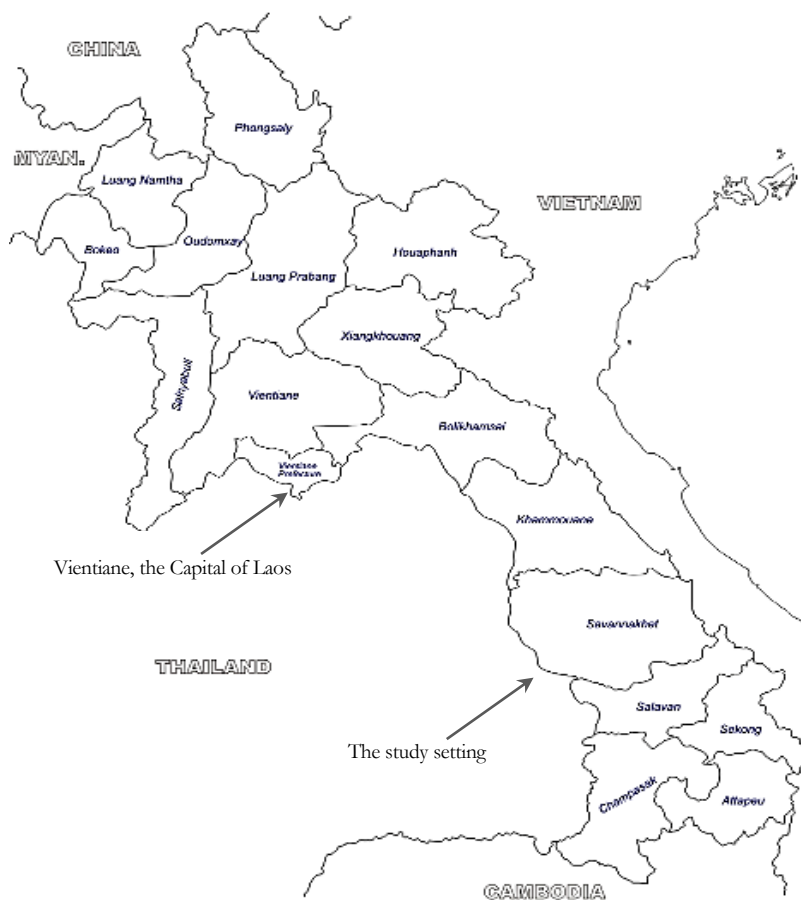 CHINA
Phongsaly
MYAN.
Luang Namtha
VIETNAM
Oudomxay
Bokeo
Houaphanh
Luang Prabang
Xiangkhouang
Sainyabuli
Vientiane
Bolikhamsai
Vientiane
Prefecture
Khammouane
Vientiane, the Capital of Laos
Savannakhet
THAILAND
Salavan
Sekong
The study setting
Champasak
Attapeu
CAMBODIA